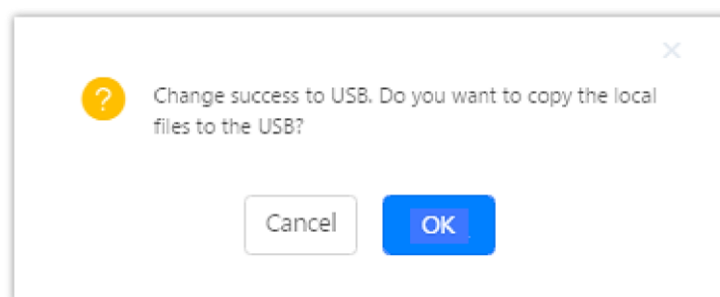 Change success to USB. Do you want to copy the local
files to the USB?
Cancel
OK